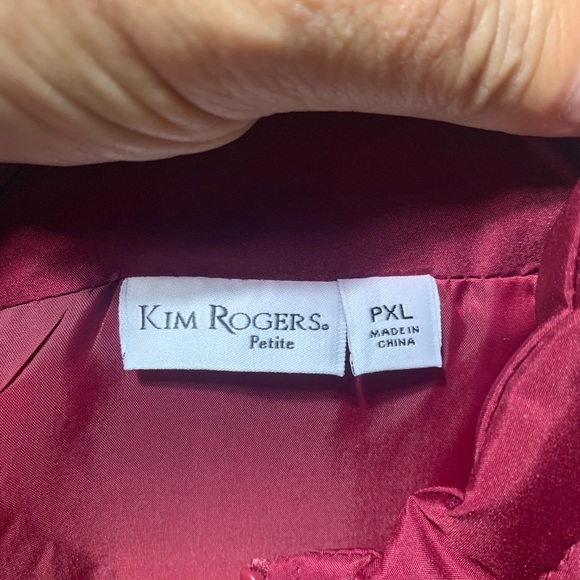 KIM ROGERS.
Petite
PXL
MADE IN
CHINA